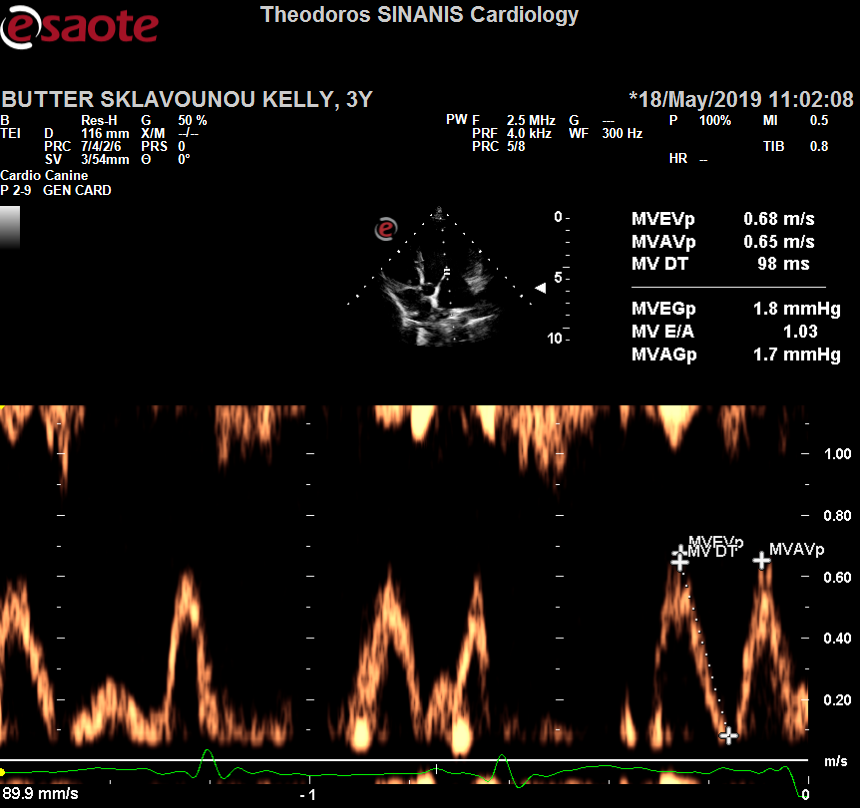 esaote
Theodoros SINANIS Cardiology
BUTTER SKLAVOUNOU KELLY, 3Y
*18/May/2019 11:02:08
B Res-H G 50 %
TEI D 116 mm X/M --/--
PRC 7/4/2/6 PRS 0
SV 3/54mm Θ 0°
PW F 2.5 MHz G ---
PRF 4.0 kHz WF 300 Hz
PRC 5/8
P 100% MI 0.5
TIB 0.8
HR --
Cardio Canine
P 2-9 GEN CARD
e
0
5
10
MVEVp 0.68 m/s
MVAVp 0.65 m/s
MV DT 98 ms
MVEGp 1.8 mmHg
MV E/A 1.03
MVAGp 1.7 mmHg
1.00
0.80
MVEVp
MV DT
MVAVp
0.60
0.40
0.20
m/s
89.9 mm/s
-1
0